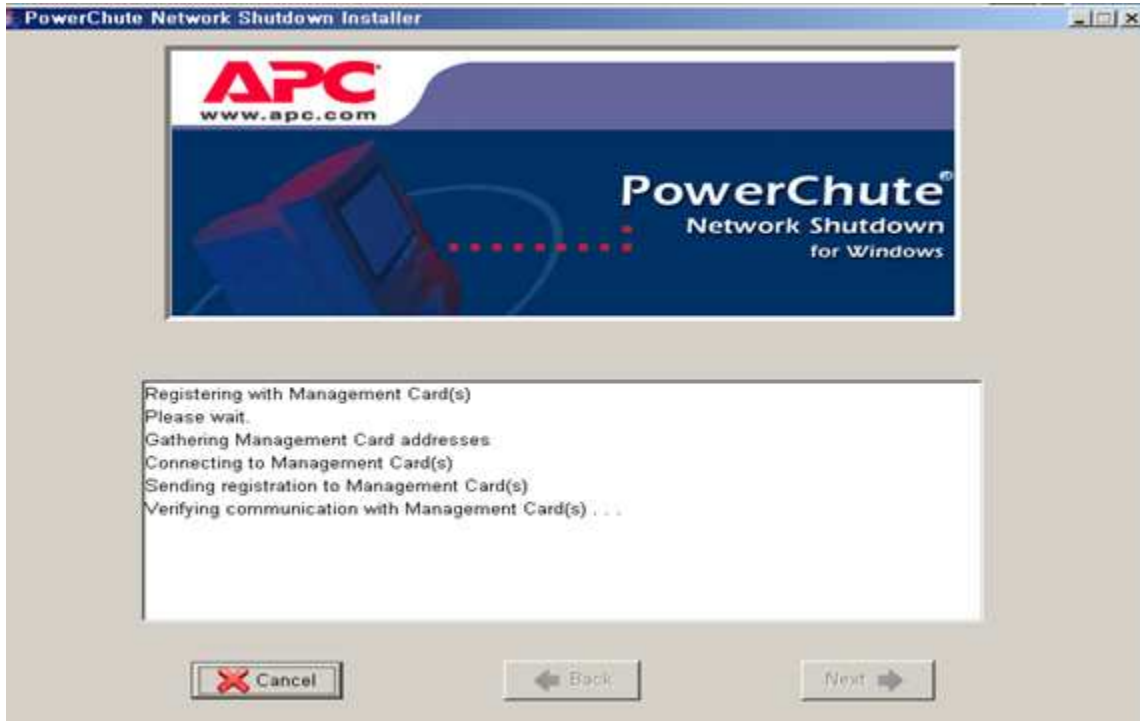 PowerChute Network Shutdown Installer
APC
www.apc.com
PowerChute®
Network Shutdown
for Windows
Registering with Management Card(s)
Please wait.
Gathering Management Card addresses
Connecting to Management Card(s)
Sending registration to Management Card(s)
Verifying communication with Management Card(s) . . .
Cancel
Back
Next